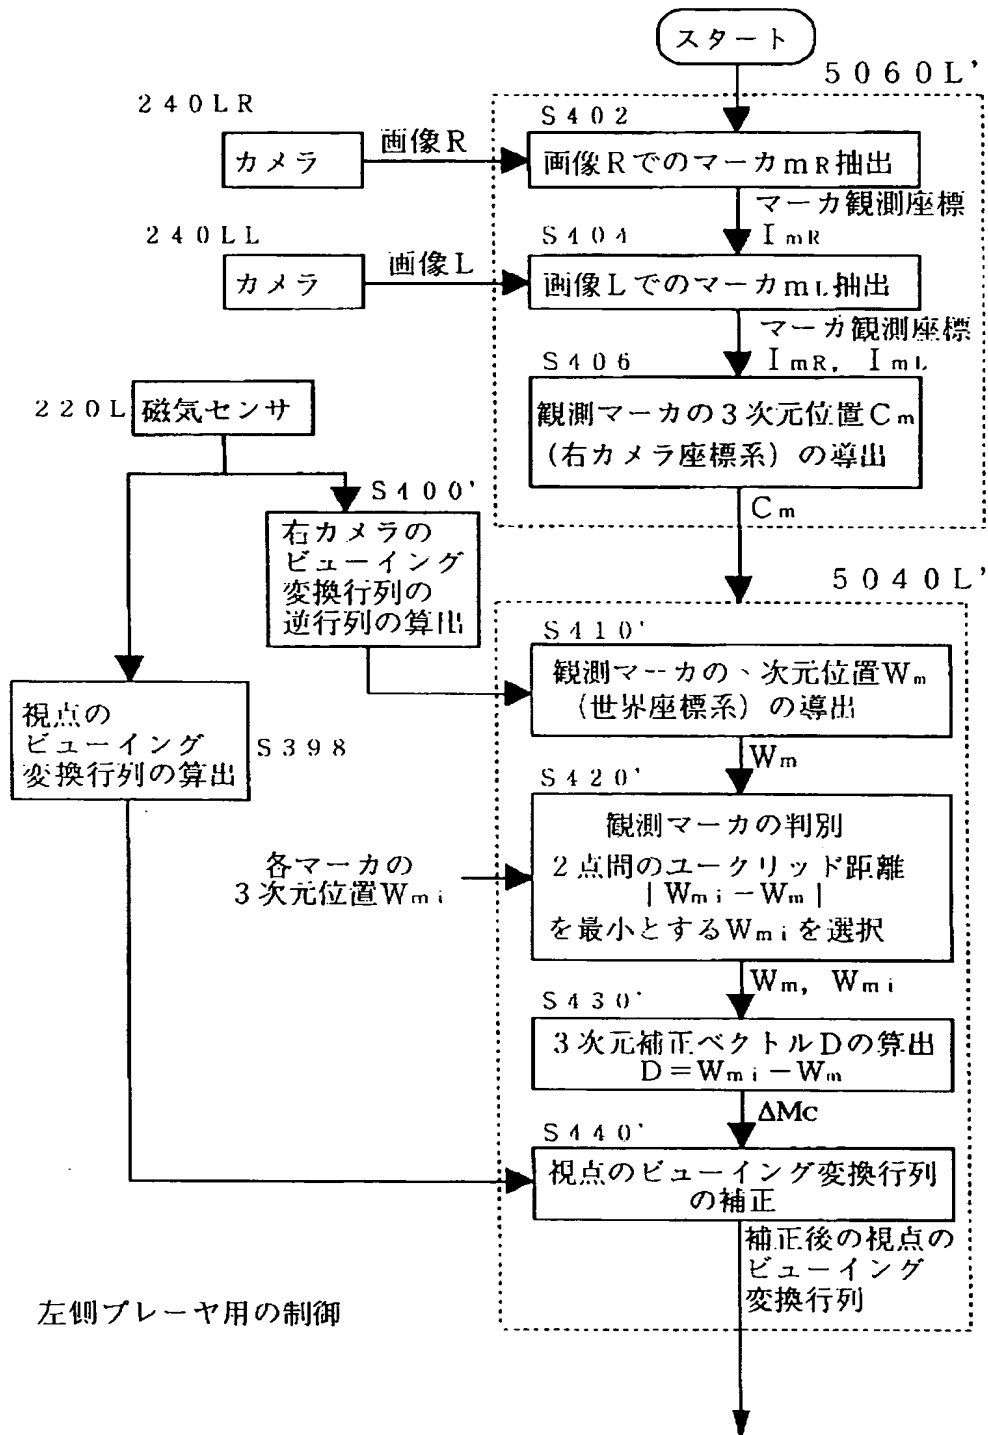 スタート
5060L'
240LR
カメラ
画像R
S402
画像RでのマーカmR抽出
マーカ観測座標
ImR
240LL
カメラ
画像L
S404
画像LでのマーカmL抽出
マーカ観測座標
ImR, ImL
S406
観測マーカの3次元位置Cm
(右カメラ座標系)の導出
Cm
220L
磁気センサ
S400'
右カメラの
ビューイング
変換行列の
逆行列の算出
視点の
ビューイング
変換行列の算出
S398
5040L'
S410'
観測マーカの、次元位置Wm
(世界座標系)の導出
Wm
S420'
観測マーカの判別
2点間のユークリッド距離
|Wmi-Wm|
を最小とするWmiを選択
各マーカの
3次元位置Wmi
Wm, Wmi
S430'
3次元補正ベクトルDの算出
D=Wmi-Wm
ΔMc
S440'
視点のビューイング変換行列
の補正
補正後の視点の
ビューイング
変換行列
左側プレーヤ用の制御